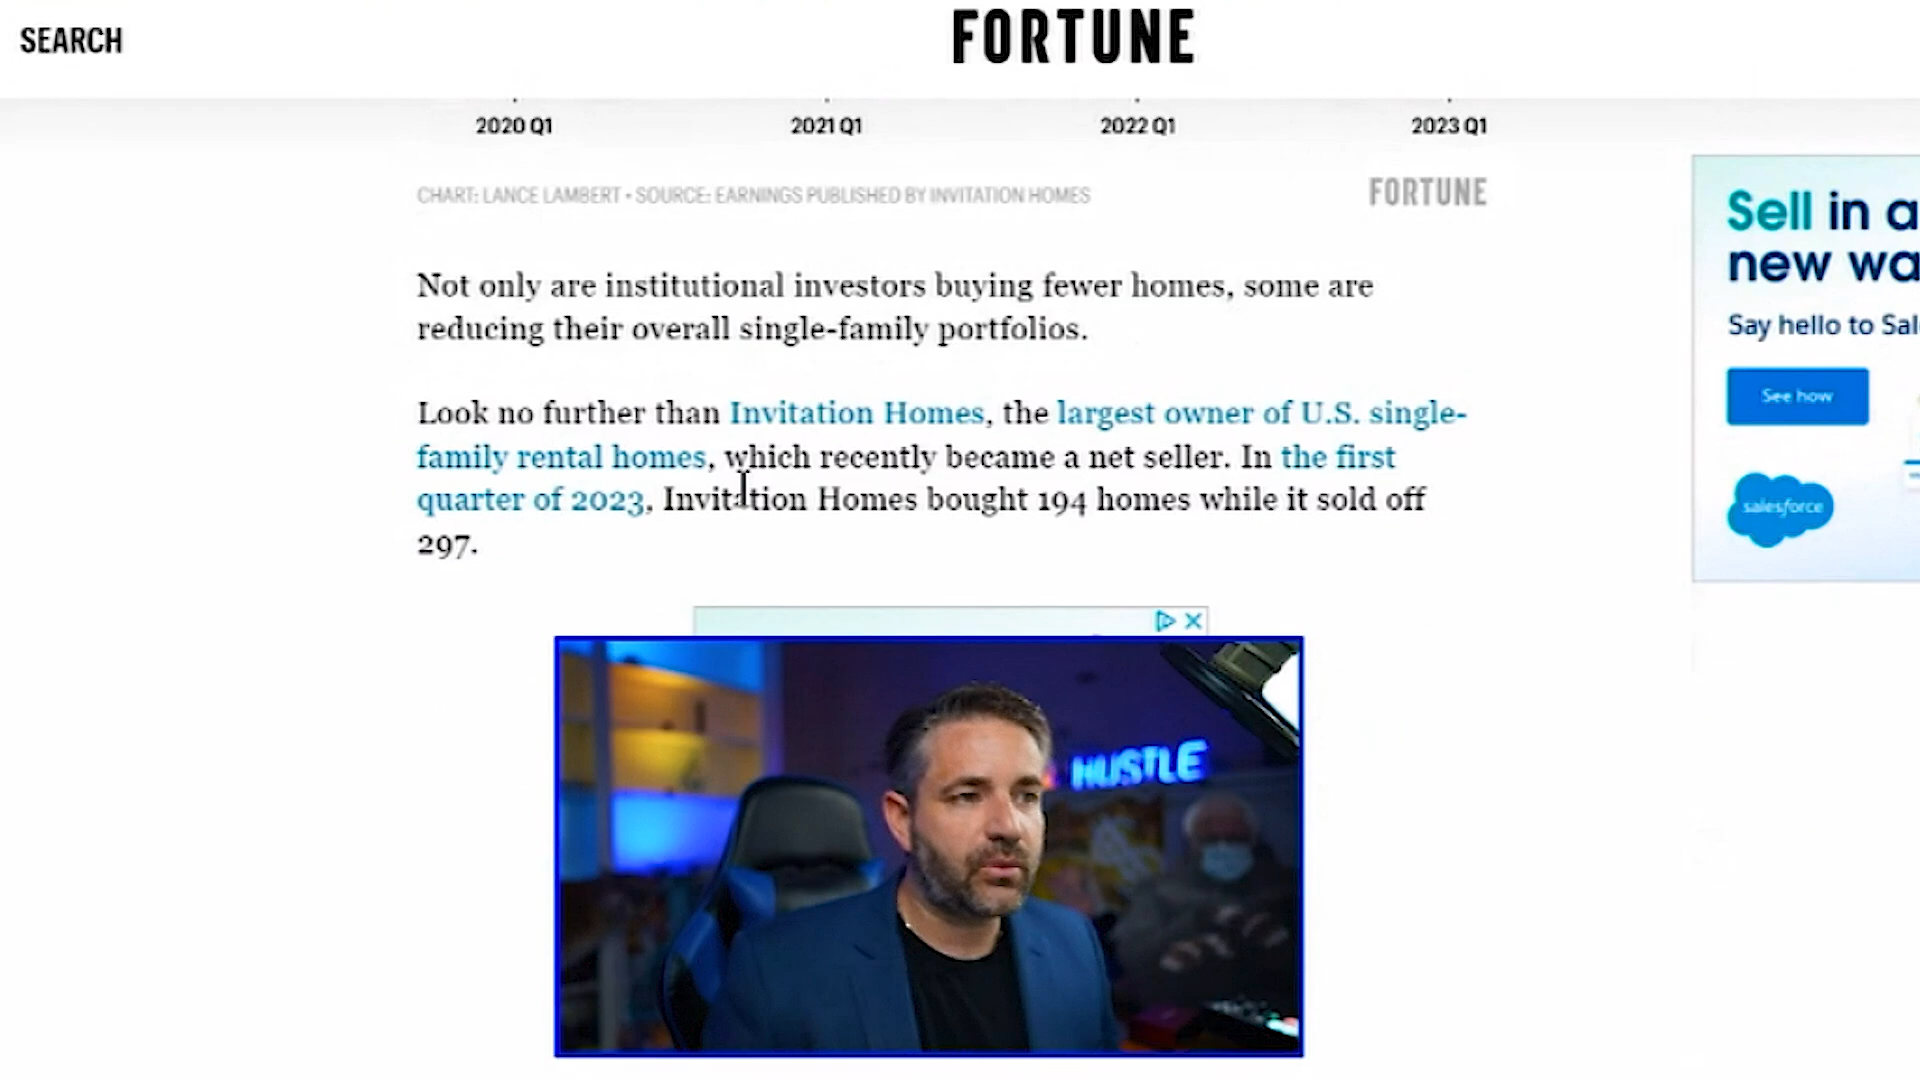 SEARCH
FORTUNE
2020 Q1
2021 Q1
2022 Q1
2023 Q1
CHART: LANCE LAMBERT • SOURCE: EARNINGS PUBLISHED BY INVITATION HOMES
FORTUNE
Not only are institutional investors buying fewer homes, some are
reducing their overall single-family portfolios.
Look no further than Invitation Homes, the largest owner of U.S. single-
family rental homes, which recently became a net seller. In the first
quarter of 2023, Invitation Homes bought 194 homes while it sold off
297.
Sell in a
new wa
Say hello to Sal
See how
salesforce
HUSTLE